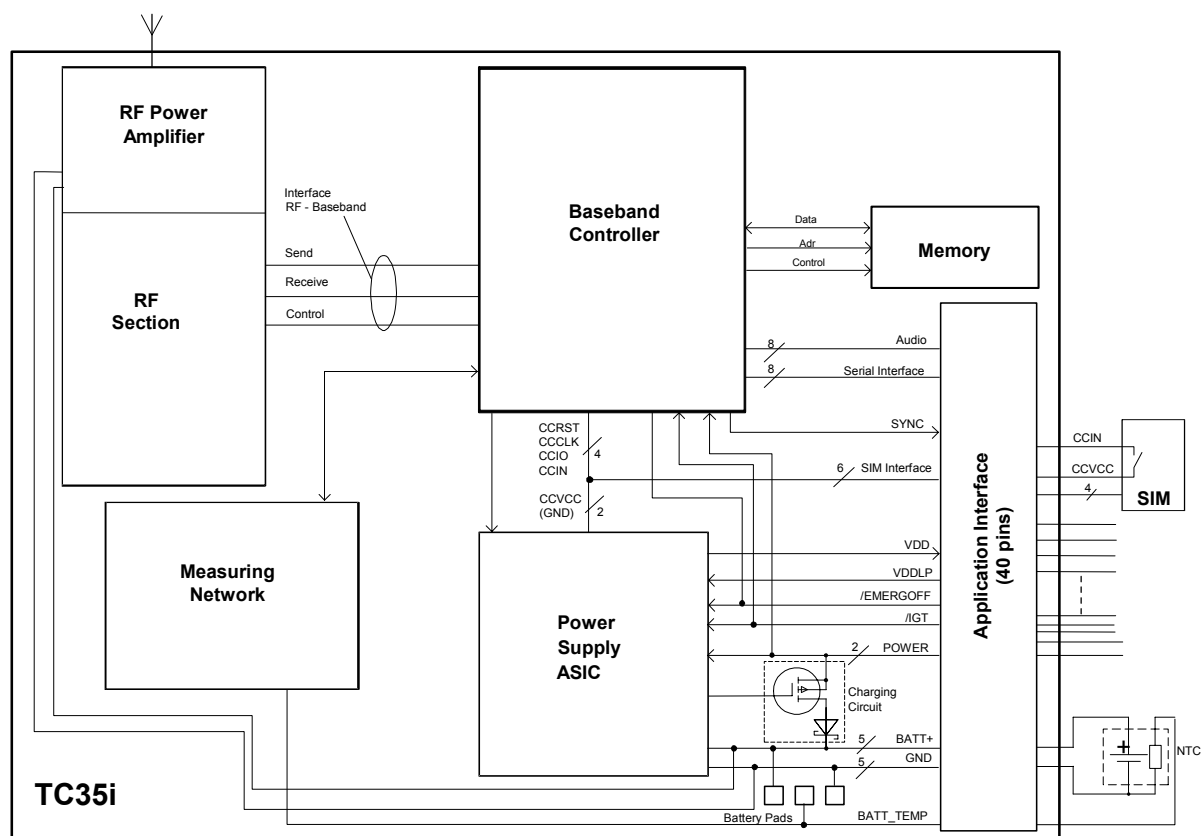 RF Power
Amplifier
Interface
RF - Baseband
Baseband
Controller
Data
Adr
Control
Memory
Send
Receive
Control
RF
Section
8
Audio
8
Serial Interface
SYNC
CCRST
CCCLK
CCIO
CCIN
4
6
SIM Interface
CCVCC
(GND)
2
CCIN
CCVCC
4
SIM
Measuring
Network
Power
Supply
ASIC
VDD
VDDLP
/EMERGOFF
/IGT
2
POWER
Charging
Circuit
5
BATT+
5
GND
Application Interface
(40 pins)
+
NTC
TC35i
Battery Pads
BATT_TEMP